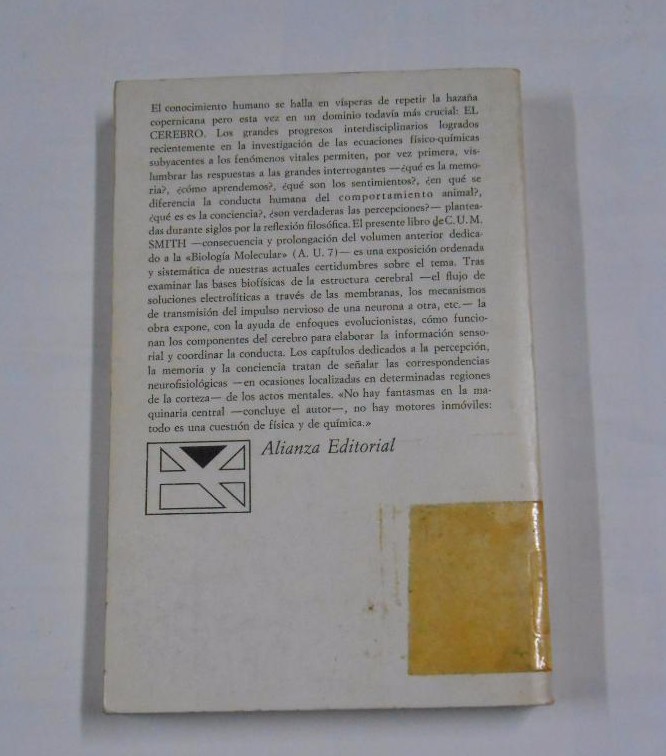 El conocimiento humano se halla en vísperas de repetir la hazaña
copernicana pero esta vez en un dominio todavía más crucial: EL
CEREBRO. Los grandes progresos interdisciplinarios logrados
recientemente en la investigación de las ecuaciones físico-químicas
subyacentes a los fenómenos vitales permiten, por vez primera, vis-
lumbrar las respuestas a las grandes interrogantes —¿qué es la memo-
ria?, ¿cómo aprendemos?, ¿qué son los sentimientos?, ¿en qué se
diferencia la conducta humana del comportamiento animal?,
¿qué es es la conciencia?, ¿son verdaderas las percepciones?— plantea-
das durante siglos por la reflexión filosófica. El presente libro de C. U. M.
SMITH —consecuencia y prolongación del volumen anterior dedica-
do a la «Biología Molecular» (A. U. 7)— es una exposición ordenada
y sistemática de nuestras actuales certidumbres sobre el tema. Tras
examinar las bases biofísicas de la estructura cerebral —el flujo de
soluciones electrolíticas a través de las membranas, los mecanismos
de transmisión del impulso nervioso de una neurona a otra, etc.— la
obra expone, con la ayuda de enfoques evolucionistas, cómo funcio-
nan los componentes del cerebro para elaborar la información senso-
rial y coordinar la conducta. Los capítulos dedicados a la percepción,
la memoria y la conciencia tratan de señalar las correspondencias
neurofisiológicas —en ocasiones localizadas en determinadas regiones
de la corteza— de los actos mentales. «No hay fantasmas en la ma-
quinaria central —concluye el autor—, no hay motores inmóviles:
todo es una cuestión de física y de química.»
Alianza Editorial